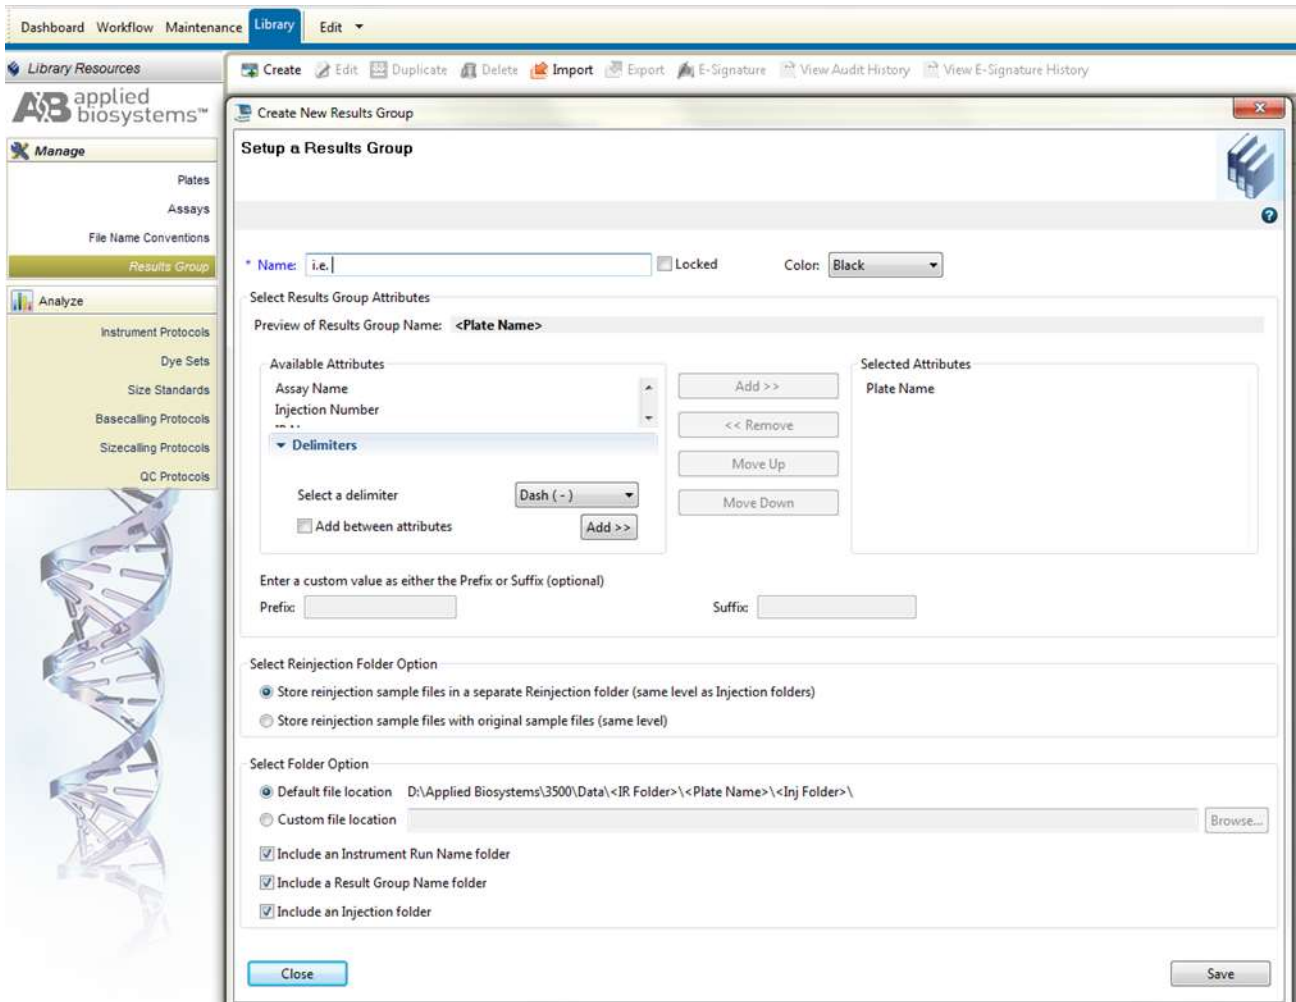 Dashboard Workflow Maintenance Library Edit
Library Resources
Create Edit Duplicate Delete Import Export E-Signature View Audit History View E-Signature History
AB applied biosystems™
Create New Results Group
Manage
Setup a Results Group
Plates
Assays
File Name Conventions
Results Group
* Name: i.e. Locked Color: Black
Analyze
Select Results Group Attributes
Instrument Protocols
Preview of Results Group Name: <Plate Name>
Dye Sets
Available Attributes Selected Attributes
Size Standards
Assay Name Add >> Plate Name
Injection Number
Basecalling Protocols
<< Remove
Delimiters
Sizecalling Protocols
Move Up
QC Protocols
Select a delimiter Dash ( - ) Move Down
Add between attributes Add >>
Enter a custom value as either the Prefix or Suffix (optional)
Prefix: Suffix:
Select Reinjection Folder Option
Store reinjection sample files in a separate Reinjection folder (same level as Injection folders)
Store reinjection sample files with original sample files (same level)
Select Folder Option
Default file location D:\Applied Biosystems\3500\Data\<IR Folder>\<Plate Name>\<Inj Folder>\
Custom file location Browse...
Include an Instrument Run Name folder
Include a Result Group Name folder
Include an Injection folder
Close Save